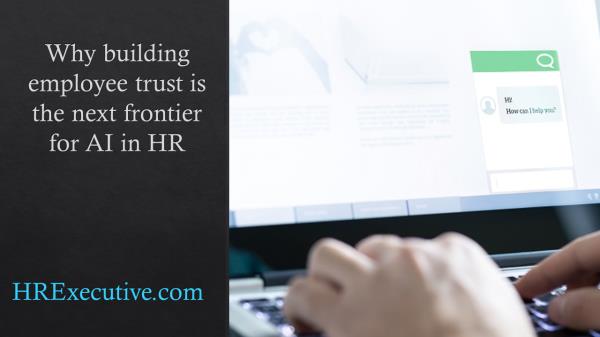 Why building
employee trust is
the next frontier
for AI in HR
HRExecutive.com
Hi!
How can I help you?